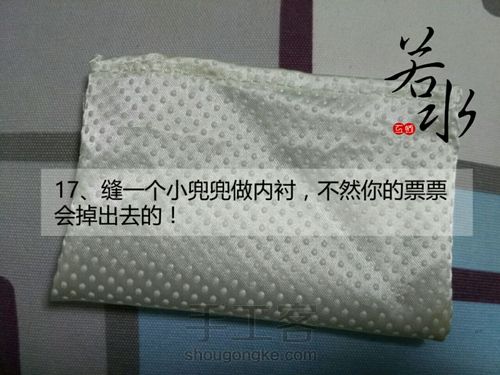 若水
17、缝一个小兜兜做内衬，不然你的票票
会掉出去的！
手工客
shougongke.com